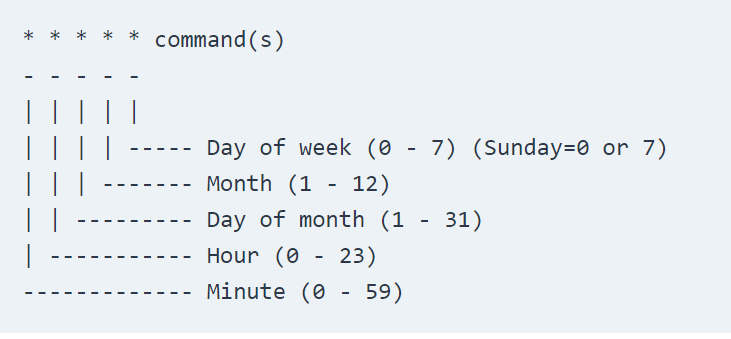 * * * * * command(s)
- - - - -
| | | | |
| | | | ----- Day of week (0 - 7) (Sunday=0 or 7)
| | | ------- Month (1 - 12)
| | --------- Day of month (1 - 31)
| ----------- Hour (0 - 23)
------------- Minute (0 - 59)